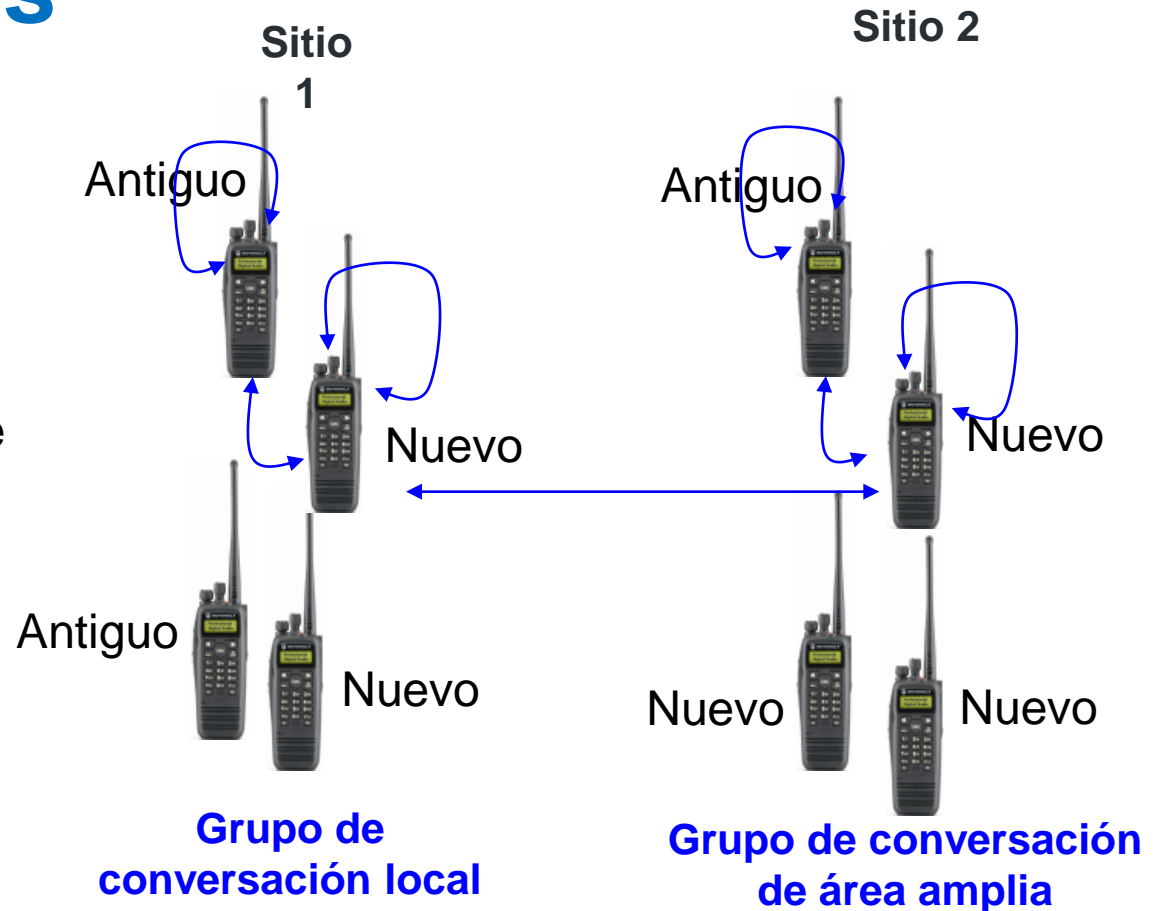 s
Sitio
1
Sitio 2
Antiguo
Antiguo
e
Nuevo
Nuevo
Antiguo
Nuevo
Nuevo
Nuevo
Grupo de
conversación local
Grupo de conversación
de área amplia